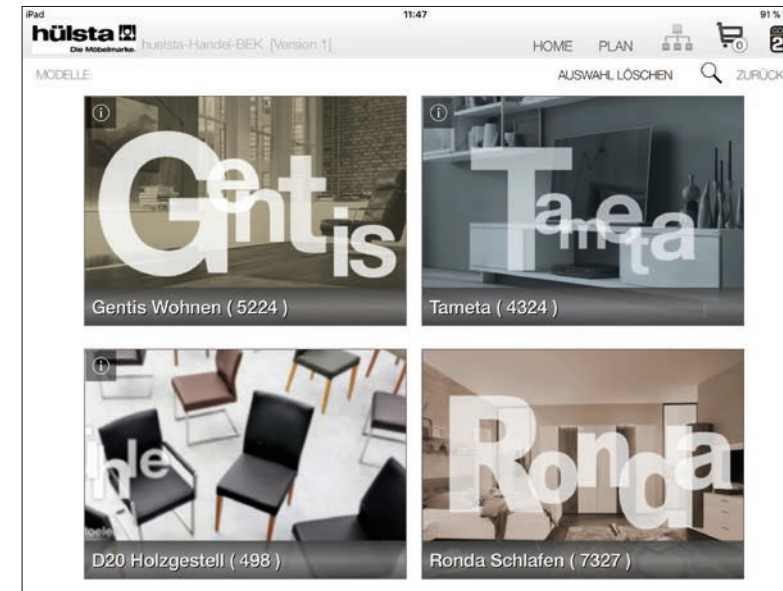 iPad 11:47 91 %
hülsta
Die Möbelmarke.
huelsta-Handel-BEK [Version 1]
HOME PLAN 0
MODELLE: AUSWAHL LÖSCHEN ZURÜCK
Gentis
Gentis Wohnen ( 5224 )
Tameta
Tameta ( 4324 )
D20 Holzgestell ( 498 )
Ronda
Ronda Schlafen ( 7327 )